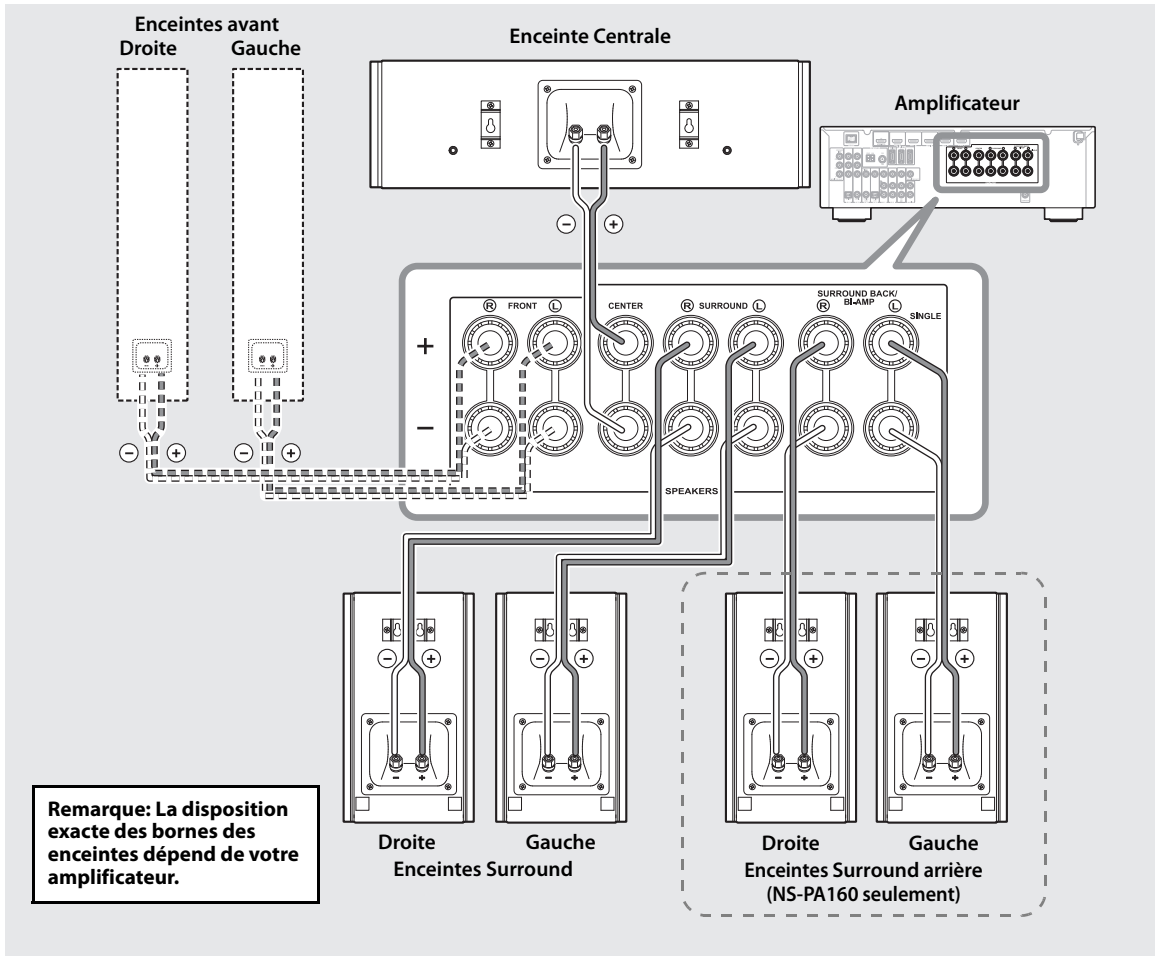 Enceintes avant
Droite Gauche
Enceinte Centrale
Amplificateur
− +
R FRONT L CENTER R SURROUND L SURROUND BACK/
BI-AMP
R L
SINGLE
+
−
− + − +
− + − +
SPEAKERS
− + − + − + − +
− + − + − + − +
Remarque: La disposition
exacte des bornes des
enceintes dépend de votre
amplificateur.
Droite Gauche
Enceintes Surround
Droite Gauche
Enceintes Surround arrière
(NS-PA160 seulement)